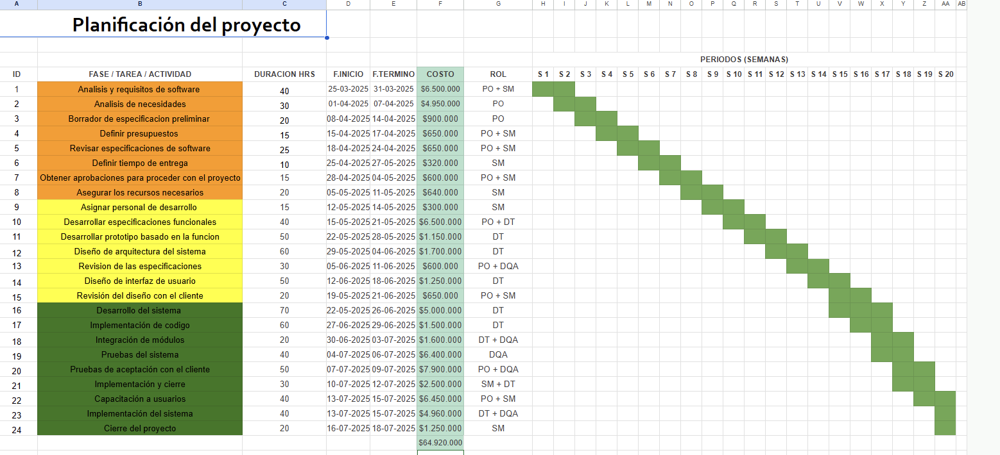 A B C D E F G H I J K L M N O P Q R S T U V W X Y Z AA AB
Planificación del proyecto
PERIODOS (SEMANAS)
ID FASE / TAREA / ACTIVIDAD DURACION HRS F.INICIO F.TERMINO COSTO ROL S 1 S 2 S 3 S 4 S 5 S 6 S 7 S 8 S 9 S 10 S 11 S 12 S 13 S 14 S 15 S 16 S 17 S 18 S 19 S 20
1 Analisis y requisitos de software 40 25-03-2025 31-03-2025 $6.500.000 PO + SM
2 Analisis de necesidades 30 01-04-2025 07-04-2025 $4.950.000 PO
3 Borrador de especificacion preliminar 20 08-04-2025 14-04-2025 $900.000 PO
4 Definir presupuestos 15 15-04-2025 17-04-2025 $650.000 PO + SM
5 Revisar especificaciones de software 25 18-04-2025 24-04-2025 $650.000 PO + SM
6 Definir tiempo de entrega 10 25-04-2025 27-05-2025 $320.000 SM
7 Obtener aprobaciones para proceder con el proyecto 15 28-04-2025 04-05-2025 $600.000 PO + SM
8 Asegurar los recursos necesarios 20 05-05-2025 11-05-2025 $640.000 SM
9 Asignar personal de desarrollo 15 12-05-2025 14-05-2025 $300.000 SM
10 Desarrollar especificaciones funcionales 40 15-05-2025 21-05-2025 $6.500.000 PO + DT
11 Desarrollar prototipo basado en la funcion 50 22-05-2025 28-05-2025 $1.150.000 DT
12 Diseño de arquitectura del sistema 60 29-05-2025 04-06-2025 $1.700.000 DT
13 Revision de las especificaciones 30 05-06-2025 11-06-2025 $600.000 PO + DQA
14 Diseño de interfaz de usuario 50 12-06-2025 18-06-2025 $1.250.000 DT
15 Revisión del diseño con el cliente 20 19-05-2025 21-06-2025 $650.000 PO + SM
16 Desarrollo del sistema 70 22-05-2025 26-06-2025 $5.000.000 DT
17 Implementación de codigo 60 27-06-2025 29-06-2025 $1.500.000 DT
18 Integración de módulos 20 30-06-2025 03-07-2025 $1.600.000 DT + DQA
19 Pruebas del sistema 40 04-07-2025 06-07-2025 $6.400.000 DQA
20 Pruebas de aceptación con el cliente 50 07-07-2025 09-07-2025 $7.900.000 PO + DQA
21 Implementación y cierre 30 10-07-2025 12-07-2025 $2.500.000 SM + DT
22 Capacitación a usuarios 40 13-07-2025 15-07-2025 $6.450.000 PO + SM
23 Implementación del sistema 40 13-07-2025 15-07-2025 $4.960.000 DT + DQA
24 Cierre del proyecto 20 16-07-2025 18-07-2025 $1.250.000 SM
$64.920.000